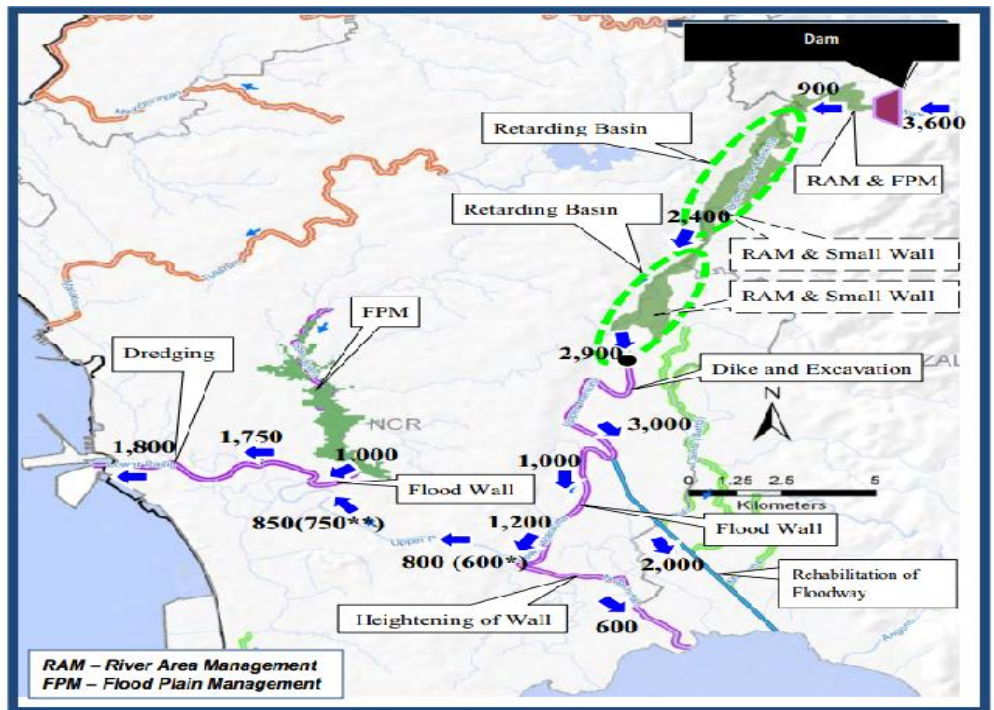 Dam
900
3,600
Retarding Basin
RAM & FPM
Retarding Basin
2,400
RAM & Small Wall
RAM & Small Wall
FPM
Dredging
2,900
Dike and Excavation
N
NCR
3,000
1,800
1,750
1,000
1,000
Flood Wall
0 1.25 2.5 5
Kilometers
850(750**)
1,200
Flood Wall
800 (600*)
2,000
Rehabilitation of
Floodway
Heightening of Wall
600
RAM – River Area Management
FPM – Flood Plain Management